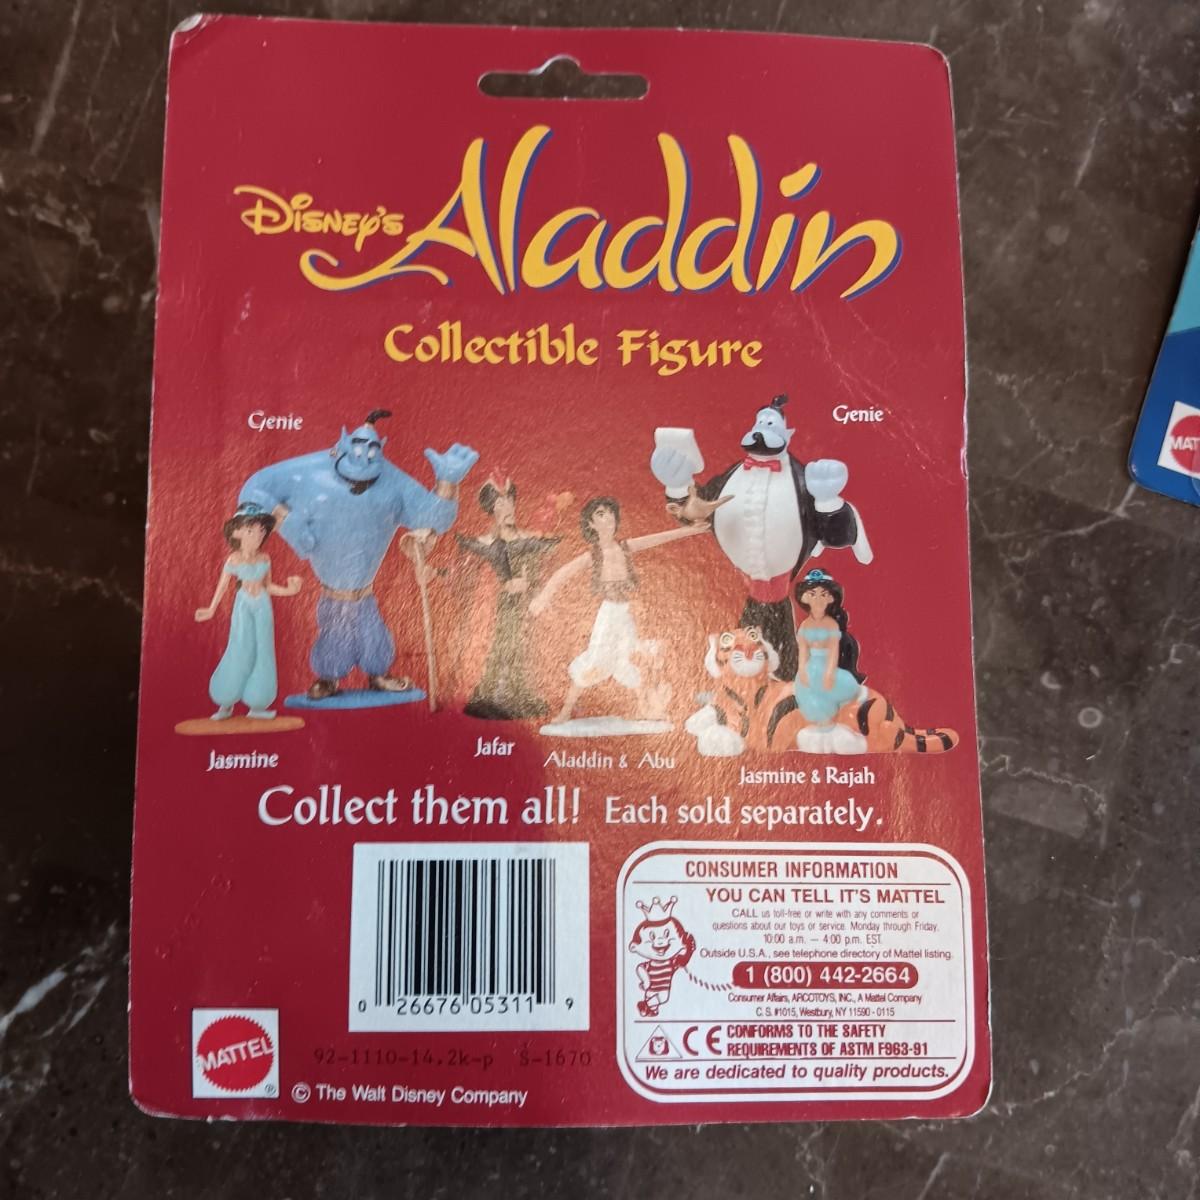 Disney's Aladdin
Collectible Figure
Genie
Genie
Jasmine
Jafar
Aladdin & Abu
Jasmine & Rajah
Collect them all! Each sold separately.
0 26676 05311 9
MATTEL®
92-1110-14.2k-p S-1670
© The Walt Disney Company
CONSUMER INFORMATION
YOU CAN TELL IT'S MATTEL
CALL us toll-free or write with any comments or
questions about our toys or service. Monday through Friday.
10:00 a.m. — 4:00 p.m. EST.
Outside U.S.A., see telephone directory of Mattel listing.
1 (800) 442-2664
Consumer Affairs, ARCOTOYS, INC., A Mattel Company
C. S. #1015, Westbury, NY 11590-0115
CE CONFORMS TO THE SAFETY
REQUIREMENTS OF ASTM F963-91
We are dedicated to quality products.
MAT